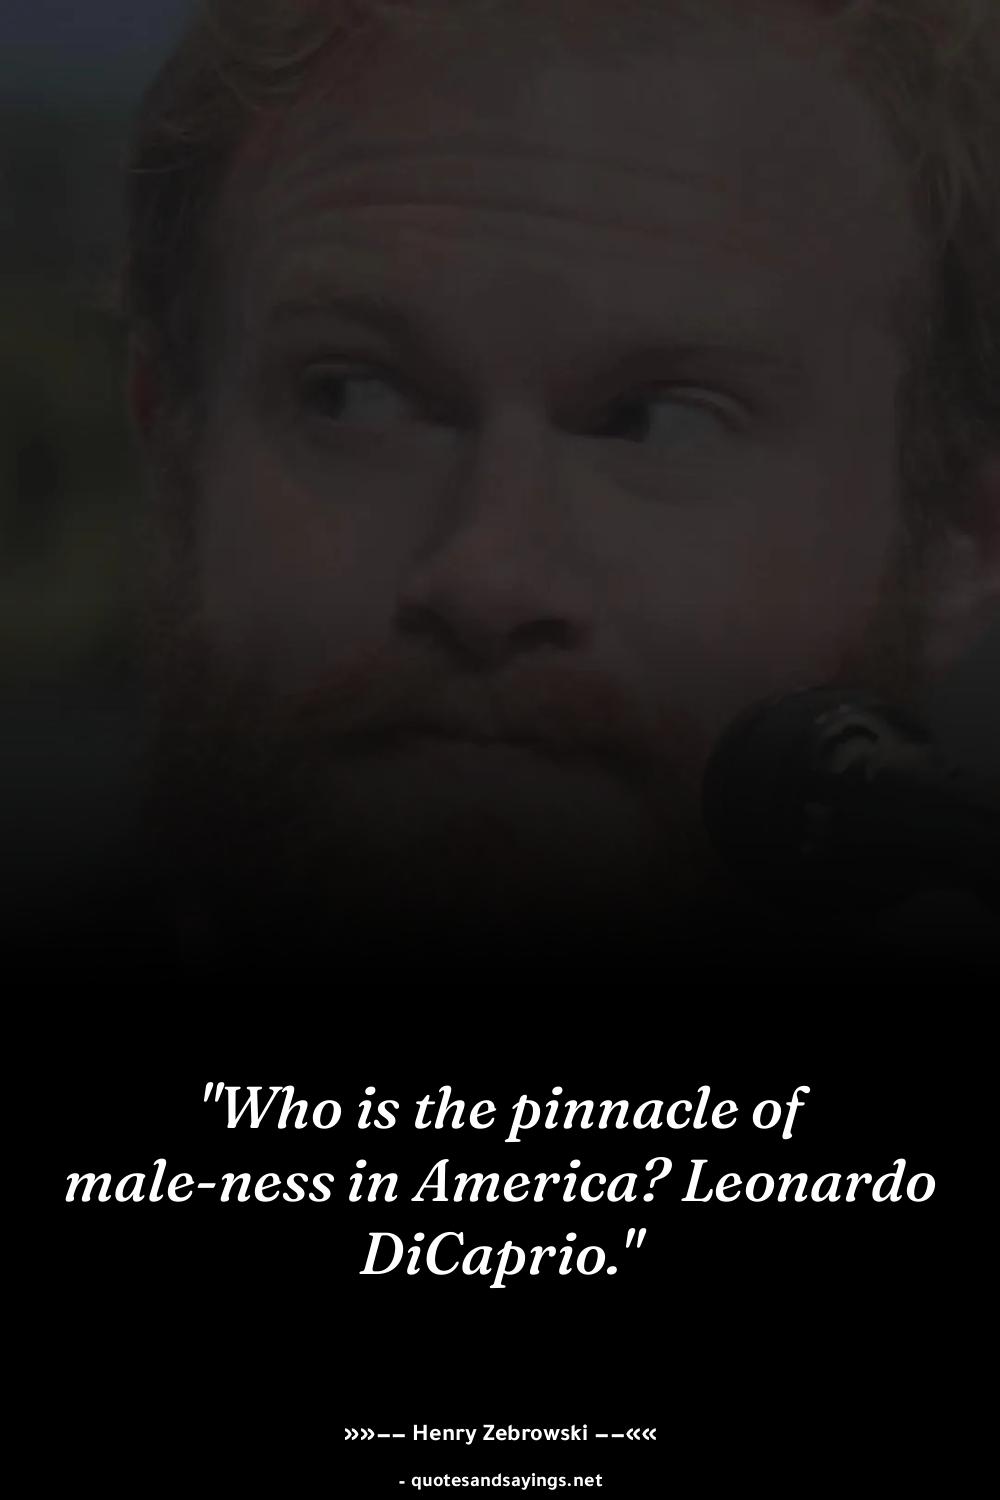 "Who is the pinnacle of
male-ness in America? Leonardo
DiCaprio."
»»−− Henry Zebrowski −−««
- quotesandsayings.net